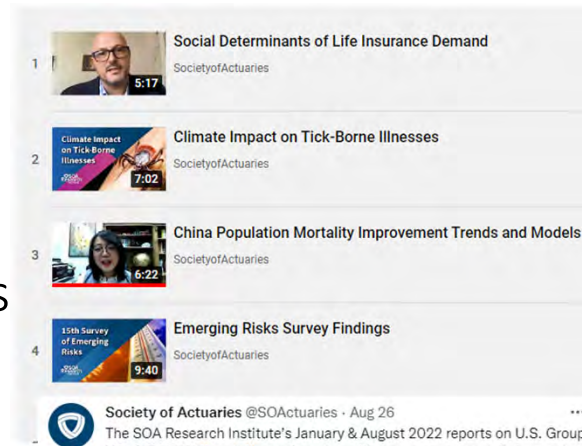 1
5:17
Social Determinants of Life Insurance Demand
SocietyofActuaries
2
Climate Impact
on Tick-Borne
Illnesses
7:02
Climate Impact on Tick-Borne Illnesses
SocietyofActuaries
3
6:22
China Population Mortality Improvement Trends and Models
SocietyofActuaries
S
4
15th Survey
of Emerging
Risks
9:40
Emerging Risks Survey Findings
SocietyofActuaries
Society of Actuaries @SOActuaries · Aug 26 ...
The SOA Research Institute's January & August 2022 reports on U.S. Group